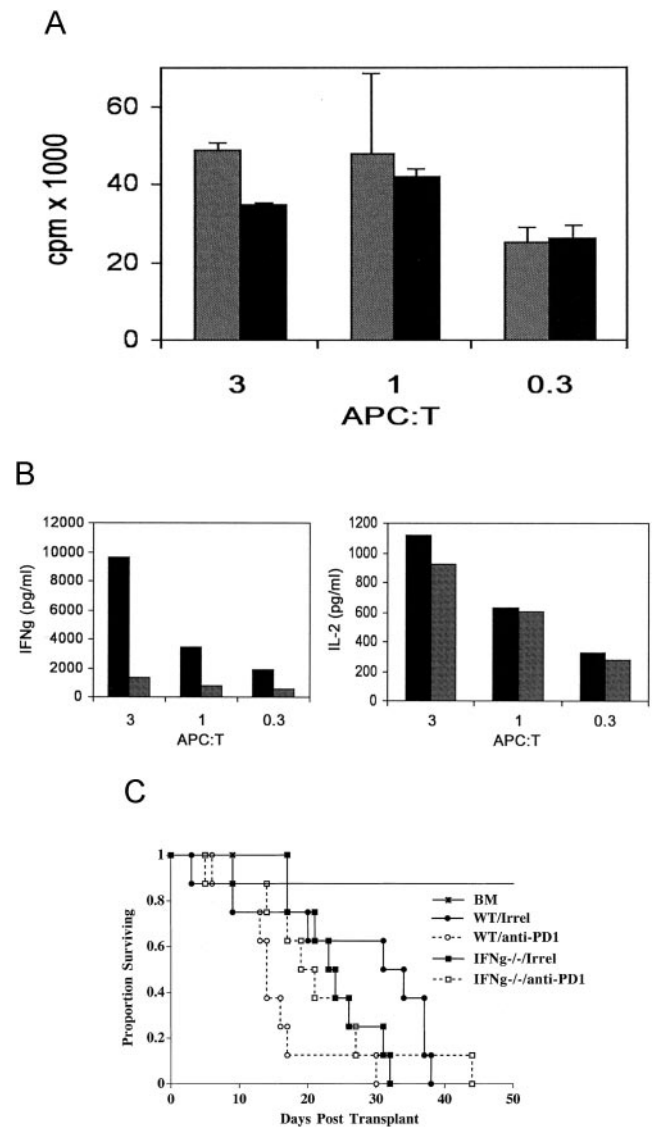 A
60
40
20
0
cpm x 1000
3 1 0.3
APC:T
B
12000
10000
8000
6000
4000
2000
0
IFNg (pg/ml)
3 1 0.3
APC:T
1200
1000
800
600
400
200
0
IL-2 (pg/ml)
3 1 0.3
APC:T
C
1
0.8
0.6
0.4
0.2
0
Proportion Surviving
BM
WT/Irrel
WT/anti-PD1
IFNg-/-/Irrel
IFNg-/-/anti-PD1
0 10 20 30 40 50
Days Post Transplant